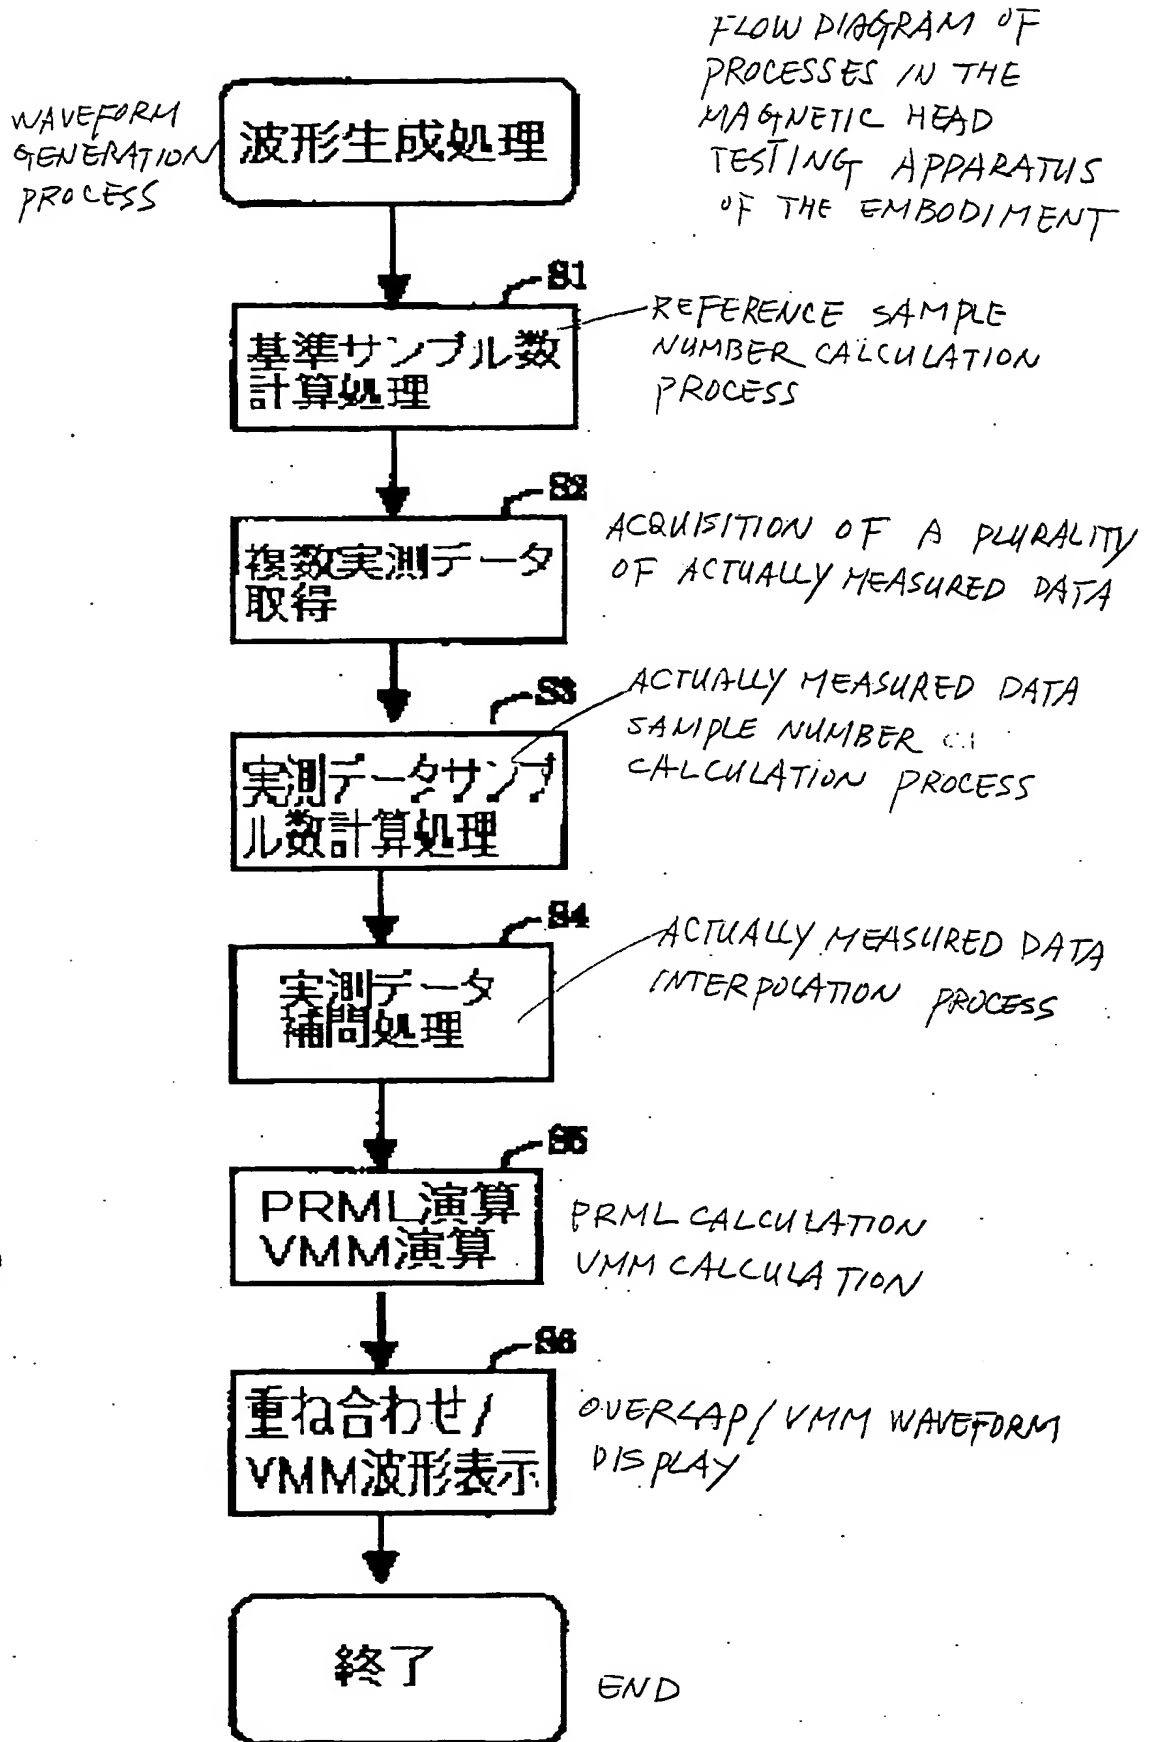 FLOW DIAGRAM OF
PROCESSES IN THE
MAGNETIC HEAD
TESTING APPARATUS
OF THE EMBODIMENT
WAVEFORM
GENERATION
PROCESS
波形生成処理
S1
基準サンプル数
計算処理
REFERENCE SAMPLE
NUMBER CALCULATION
PROCESS
S2
複数実測データ
取得
ACQUISITION OF A PLURALITY
OF ACTUALLY MEASURED DATA
S3
実測データサンプ
ル数計算処理
ACTUALLY MEASURED DATA
SAMPLE NUMBER
CALCULATION PROCESS
S4
実測データ
補間処理
ACTUALLY MEASURED DATA
INTERPOLATION PROCESS
S5
PRML演算
VMM演算
PRML CALCULATION
VMM CALCULATION
S6
重ね合わせ/
VMM波形表示
OVERLAP/VMM WAVEFORM
DISPLAY
終了
END